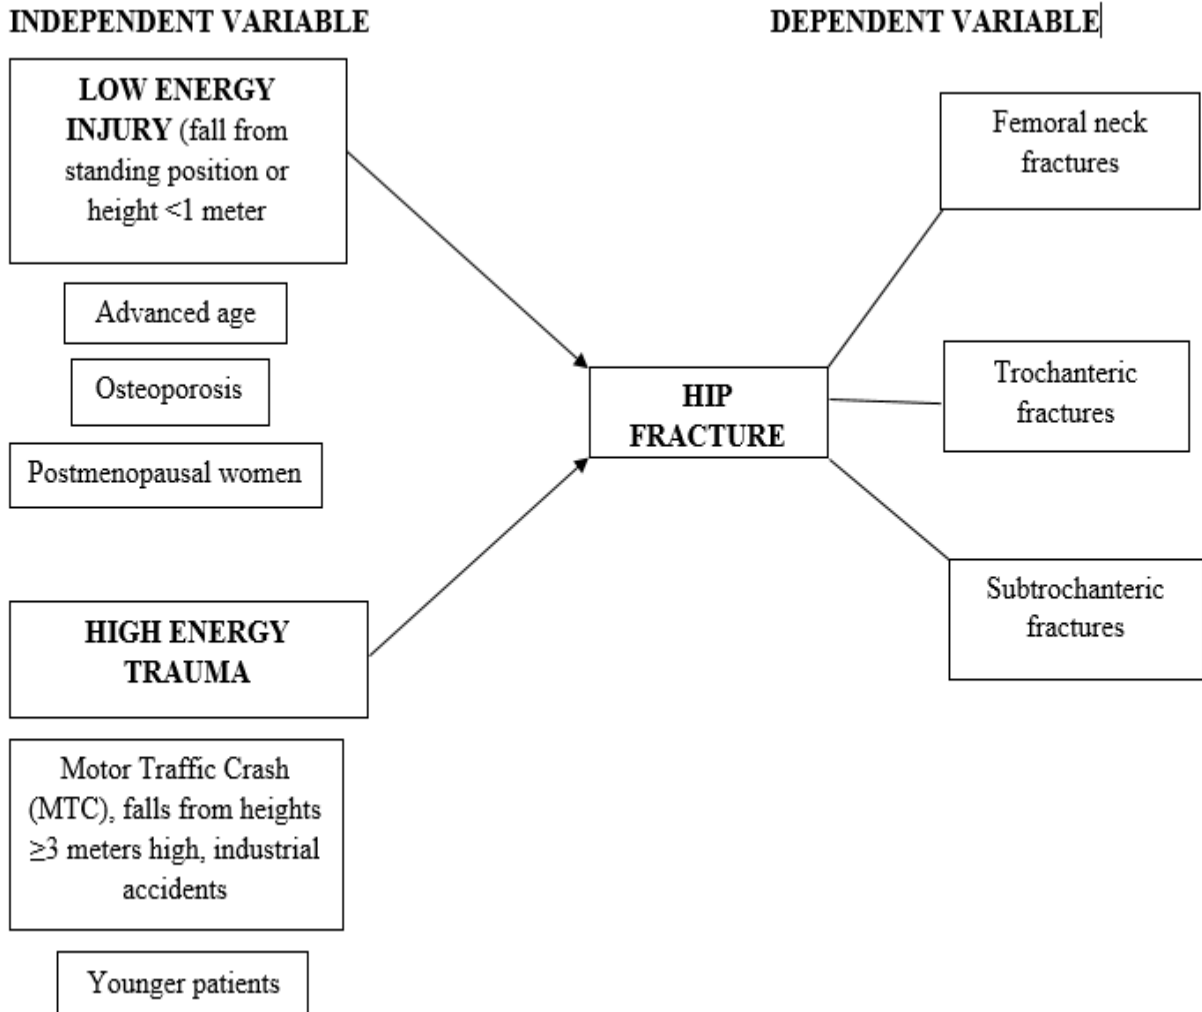 INDEPENDENT VARIABLE
DEPENDENT VARIABLE
LOW ENERGY
INJURY (fall from
standing position or
height <1 meter
Advanced age
Osteoporosis
Postmenopausal women
HIGH ENERGY
TRAUMA
Motor Traffic Crash
(MTC), falls from heights
≥3 meters high, industrial
accidents
Younger patients
HIP
FRACTURE
Femoral neck
fractures
Trochanteric
fractures
Subtrochanteric
fractures